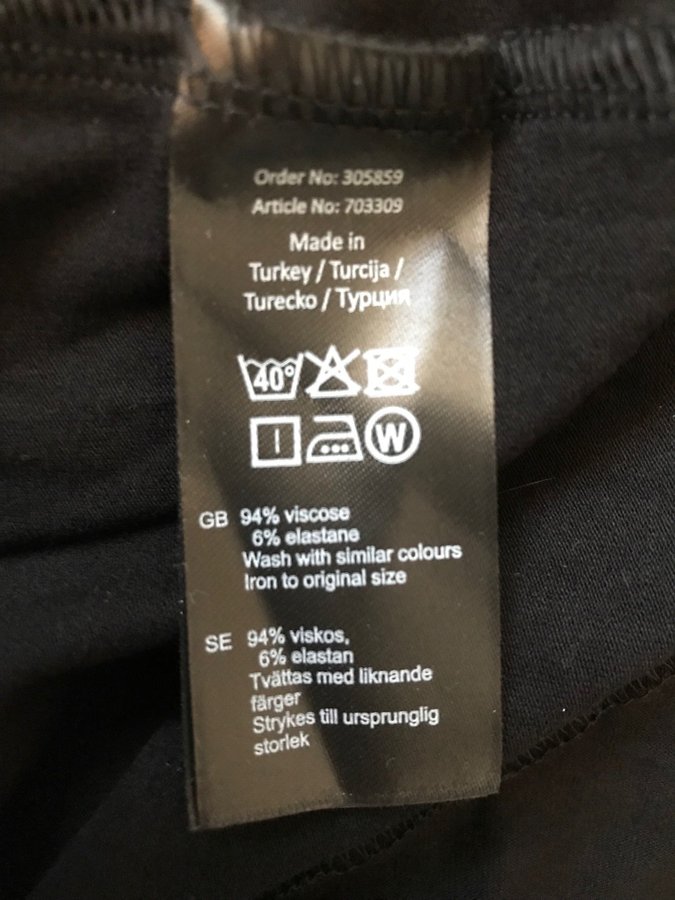 Order No: 305859
Article No: 703309
Made in
Turkey / Turcija /
Turecko / Турция
40°
W
GB 94% viscose
6% elastane
Wash with similar colours
Iron to original size
SE 94% viskos,
6% elastan
Tvättas med liknande
färger
Strykes till ursprunglig
storlek